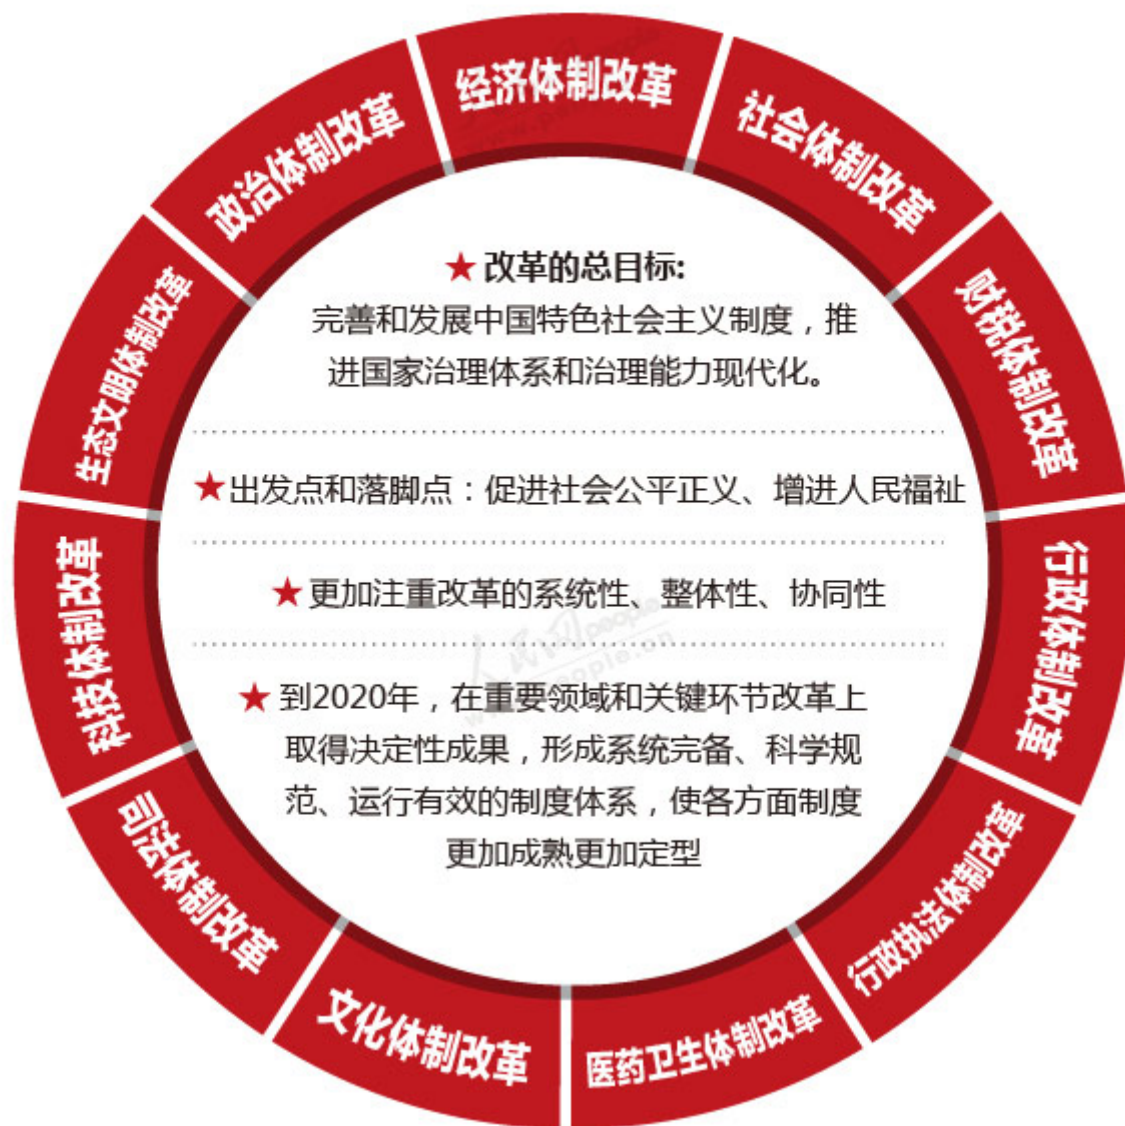 经济体制改革
社会体制改革
财税体制改革
行政体制改革
行政执法体制改革
医药卫生体制改革
文化体制改革
司法体制改革
科技体制改革
生态文明体制改革
政治体制改革
★ 改革的总目标:
完善和发展中国特色社会主义制度，推
进国家治理体系和治理能力现代化。
★出发点和落脚点：促进社会公平正义、增进人民福祉
★ 更加注重改革的系统性、整体性、协同性
人民网 people
www.people.cn
★ 到2020年，在重要领域和关键环节改革上
取得决定性成果，形成系统完备、科学规
范、运行有效的制度体系，使各方面制度
更加成熟更加定型